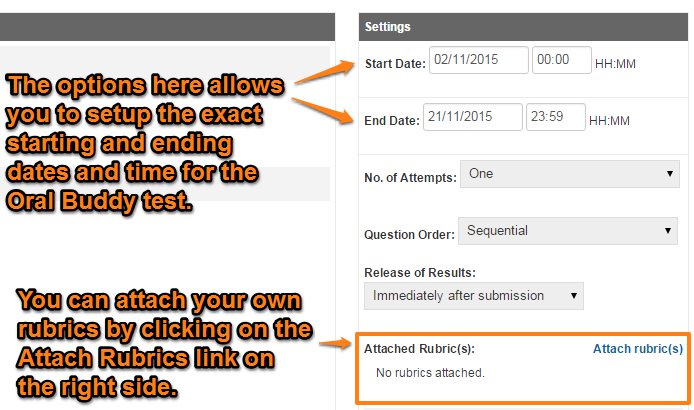 Settings
Start Date: 02/11/2015 00:00 HH:MM
The options here allows
you to setup the exact
starting and ending
dates and time for the
Oral Buddy test.
End Date: 21/11/2015 23:59 HH:MM
No. of Attempts: One
Question Order: Sequential
Release of Results:
Immediately after submission
You can attach your own
rubrics by clicking on the
Attach Rubrics link on
the right side.
Attached Rubric(s): Attach rubric(s)
No rubrics attached.